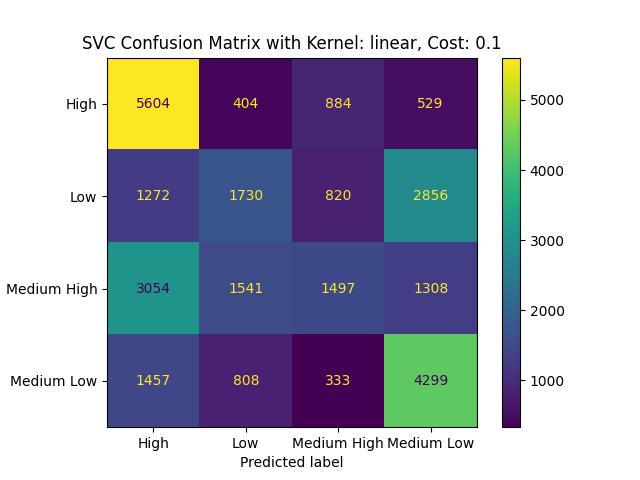 SVC Confusion Matrix with Kernel: linear, Cost: 0.1
High 5604 404 884 529
Low 1272 1730 820 2856
Medium High 3054 1541 1497 1308
Medium Low 1457 808 333 4299
High Low Medium High Medium Low
Predicted label
5000
4000
3000
2000
1000